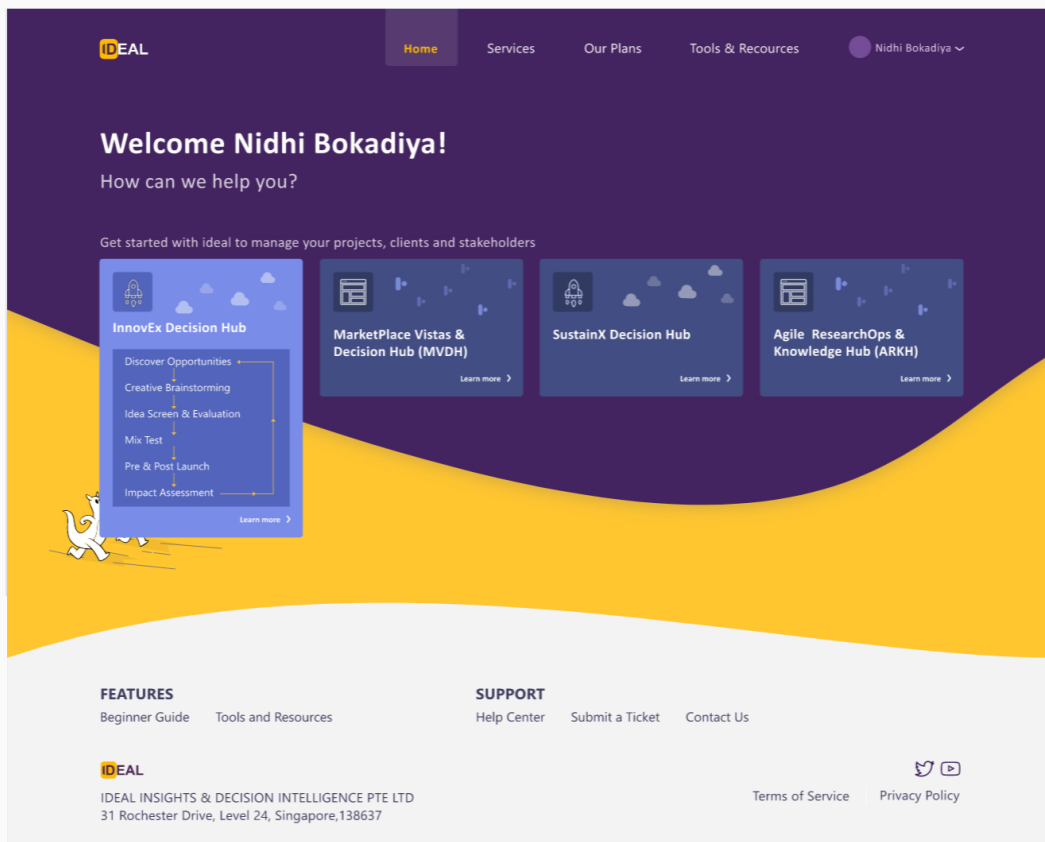 IDEAL
Home
Services
Our Plans
Tools & Recources
Nidhi Bokadiya
Welcome Nidhi Bokadiya!
How can we help you?
Get started with ideal to manage your projects, clients and stakeholders
InnovEx Decision Hub
Discover Opportunities
Creative Brainstorming
Idea Screen & Evaluation
Mix Test
Pre & Post Launch
Impact Assessment
Learn more
MarketPlace Vistas &
Decision Hub (MVDH)
Learn more
SustainX Decision Hub
Learn more
Agile ResearchOps &
Knowledge Hub (ARKH)
Learn more
FEATURES
Beginner Guide
Tools and Resources
SUPPORT
Help Center
Submit a Ticket
Contact Us
IDEAL
IDEAL INSIGHTS & DECISION INTELLIGENCE PTE LTD
31 Rochester Drive, Level 24, Singapore,138637
Terms of Service
Privacy Policy